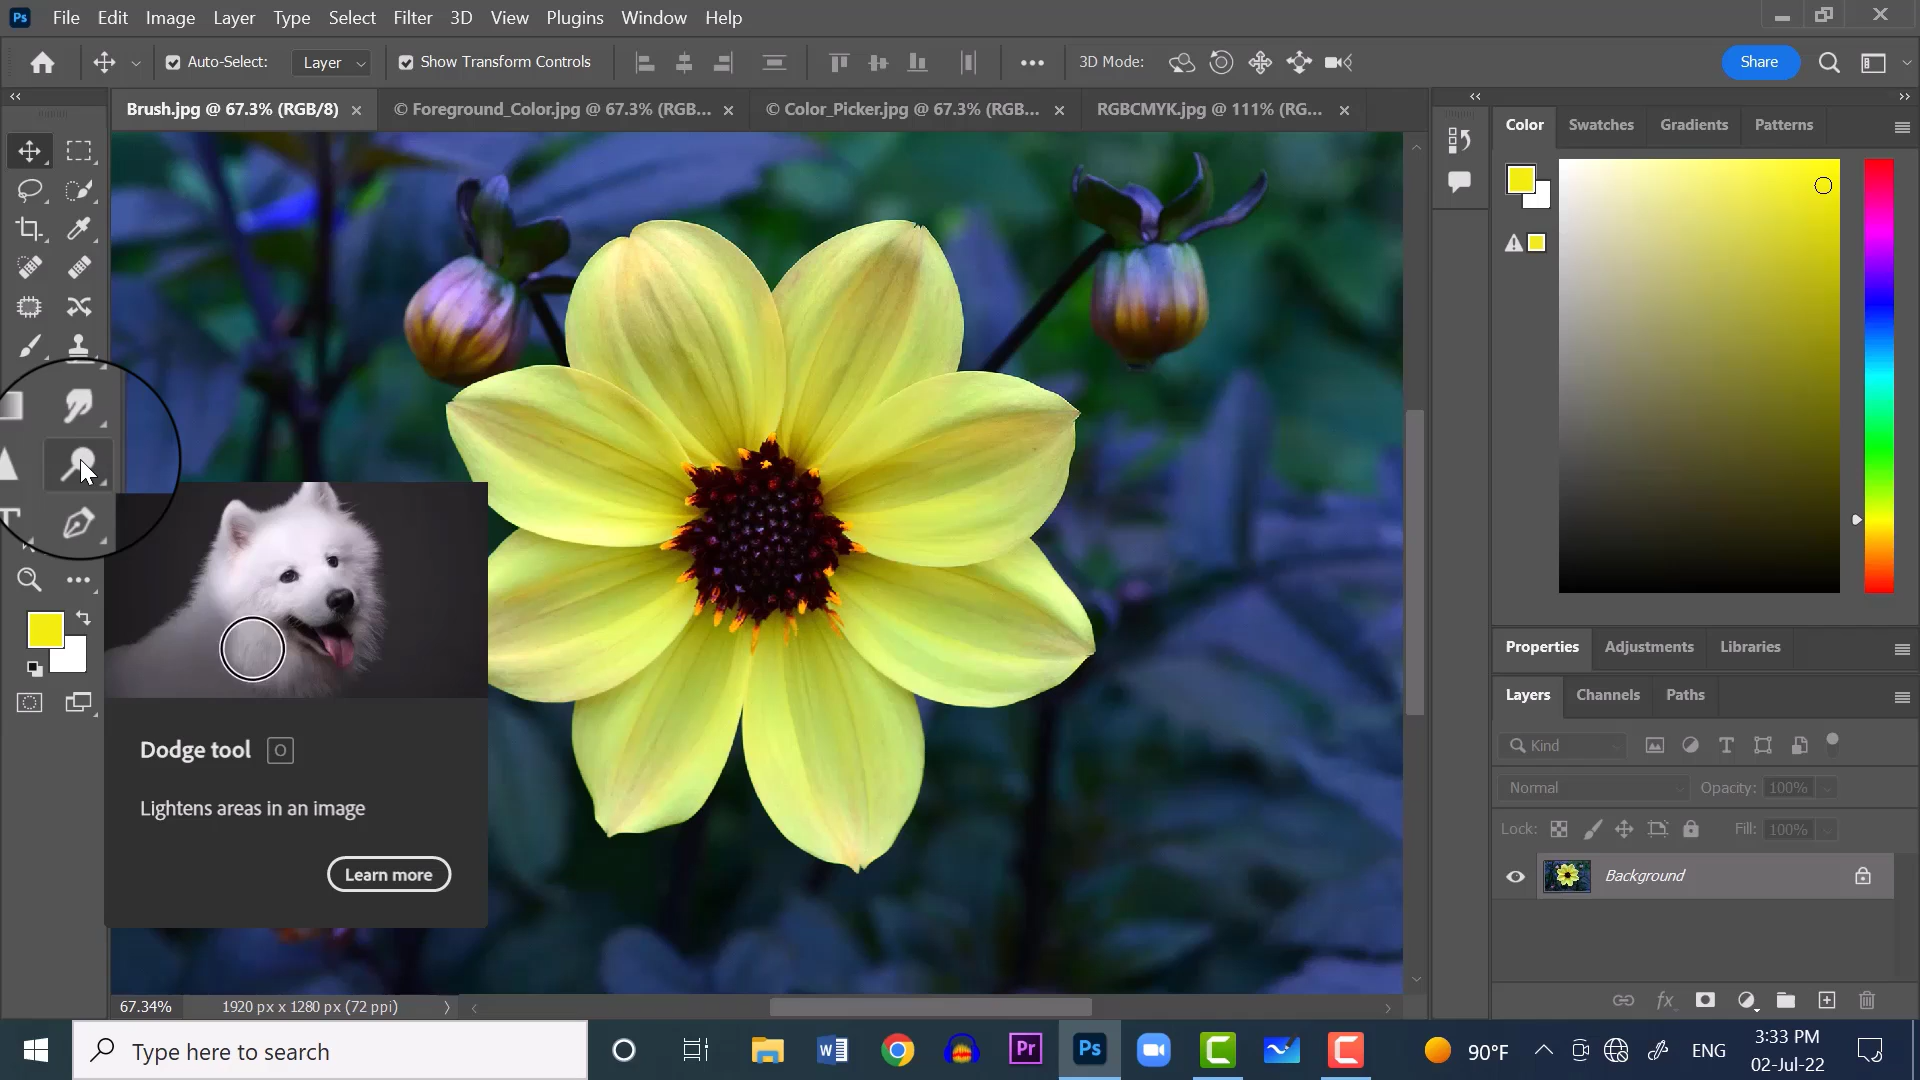 Ps File Edit Image Layer Type Select Filter 3D View Plugins Window Help
Auto-Select: Layer Show Transform Controls 3D Mode: Share
Brush.jpg @ 67.3% (RGB/8) × © Foreground_Color.jpg @ 67.3% (RGB... × © Color_Picker.jpg @ 67.3% (RGB... × RGBCMYK.jpg @ 111% (RG... ×
Color Swatches Gradients Patterns
T
Dodge tool O
Lightens areas in an image
Learn more
Properties Adjustments Libraries
Layers Channels Paths
Kind
Normal Opacity: 100%
Lock: Fill: 100%
Background
fx
67.34% 1920 px x 1280 px (72 ppi)
Type here to search
Pr Ps
90°F ENG
3:33 PM
02-Jul-22